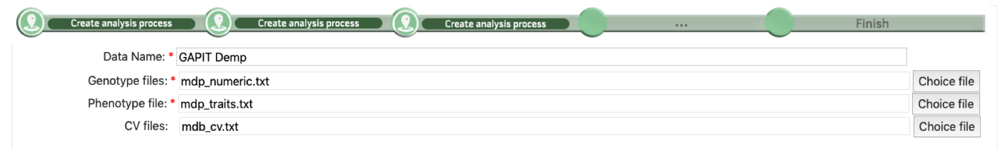 Create analysis process Create analysis process Create analysis process ... Finish
Data Name: * GAPIT Demp
Genotype files: * mdp_numeric.txt Choice file
Phenotype file: * mdp_traits.txt Choice file
CV files: mdb_cv.txt Choice file